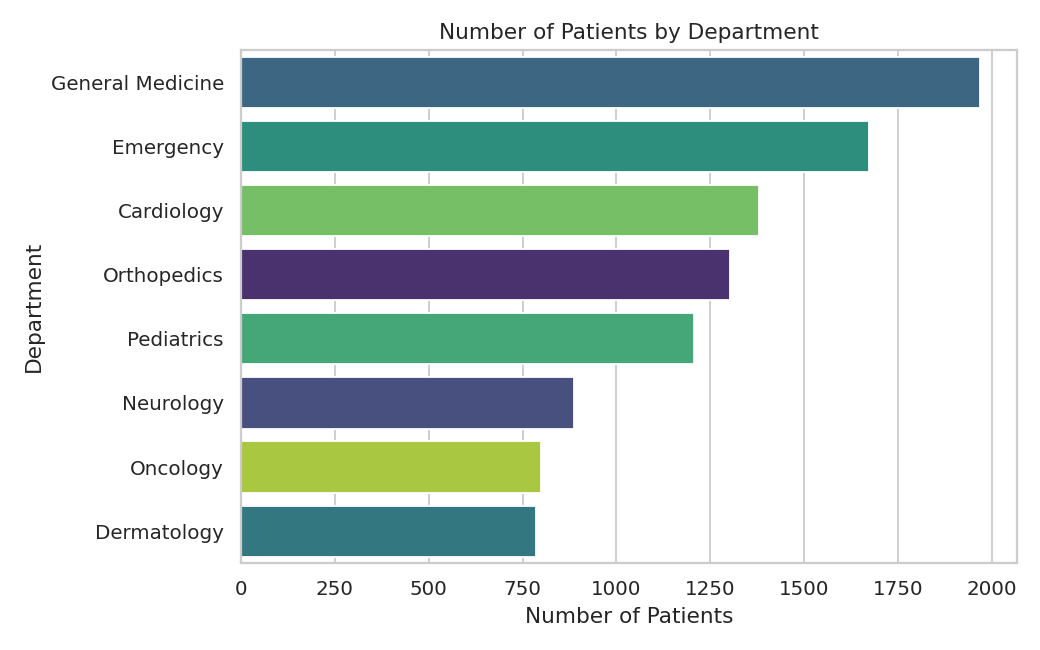 Number of Patients by Department
General Medicine
Emergency
Cardiology
Orthopedics
Pediatrics
Neurology
Oncology
Dermatology
Department
0 250 500 750 1000 1250 1500 1750 2000
Number of Patients